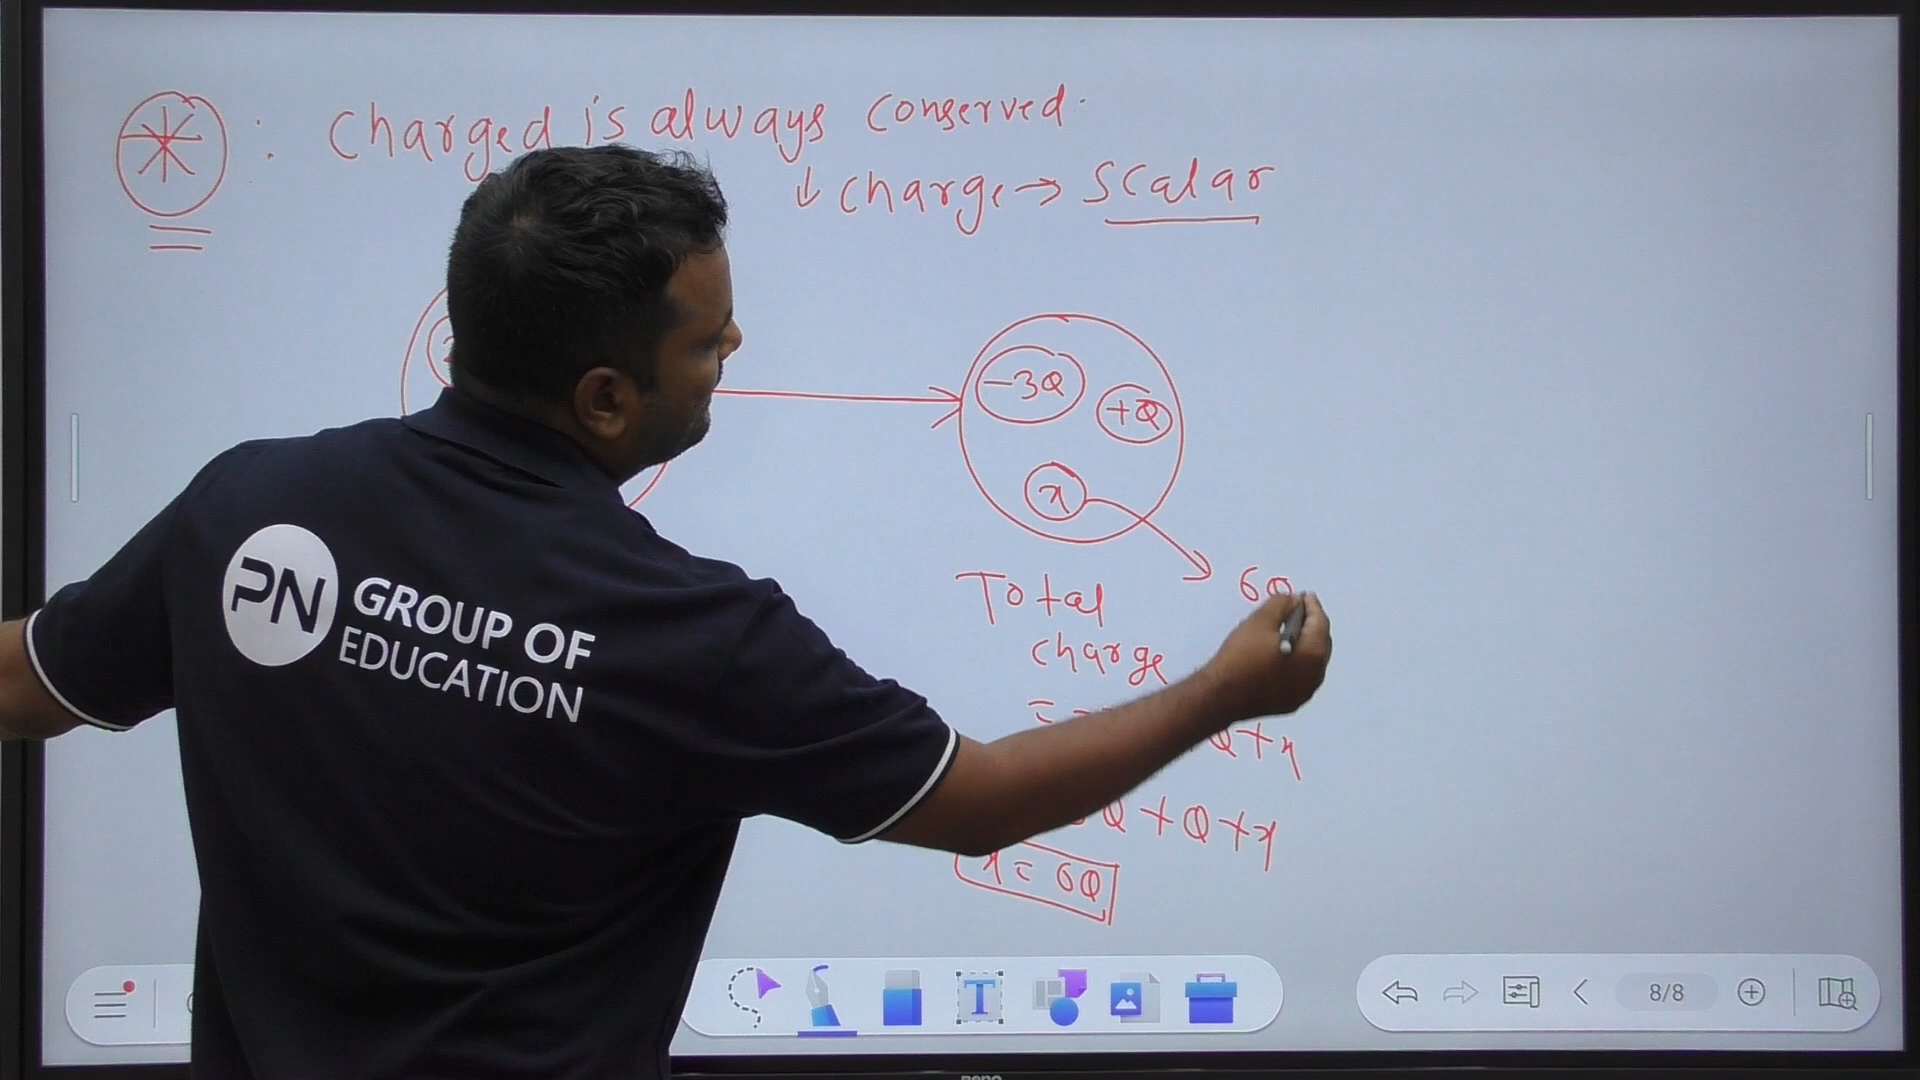 : Charged is always conserved.
↓ charge → scalar
-3Q
+Q
x
6Q
Total
charge
=
Q+x
Q+Q+x
x = 6Q
PN
GROUP OF
EDUCATION
T
8/8